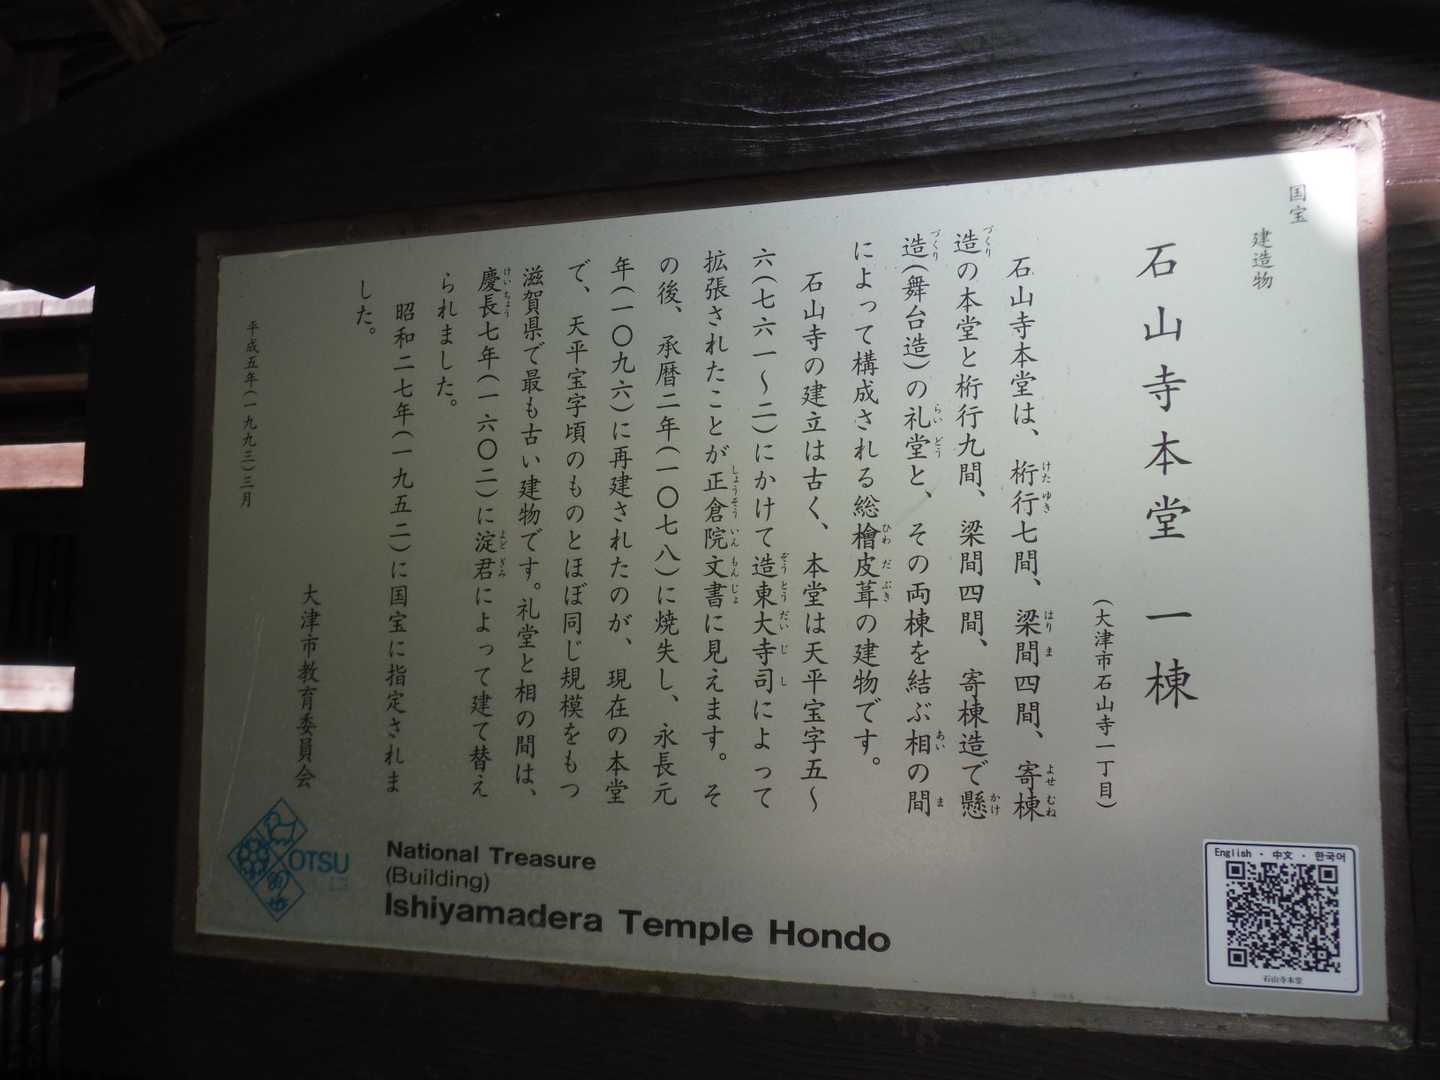 国宝
建造物
石山寺本堂 一棟
（大津市石山寺一丁目）
石山寺本堂は、桁行七間、梁間四間、寄棟
造の本堂と桁行九間、梁間四間、寄棟造で懸
造（舞台造）の礼堂と、その両棟を結ぶ相の間
によって構成される総檜皮葺の建物です。
石山寺の建立は古く、本堂は天平宝字五～
六（七六一～二）にかけて造東大寺司によって
拡張されたことが正倉院文書に見えます。そ
の後、承暦二年（一〇七八）に焼失し、永長元
年（一〇九六）に再建されたのが、現在の本堂
で、天平宝字頃のものとほぼ同じ規模をもつ
滋賀県で最も古い建物です。礼堂と相の間は、
慶長七年（一六〇二）に淀君によって建て替え
られました。
昭和二七年（一九五二）に国宝に指定されま
した。
大津市教育委員会
平成五年（一九九三）三月
OTSU
National Treasure
(Building)
Ishiyamadera Temple Hondo
English・中文・한국어
石山寺本堂